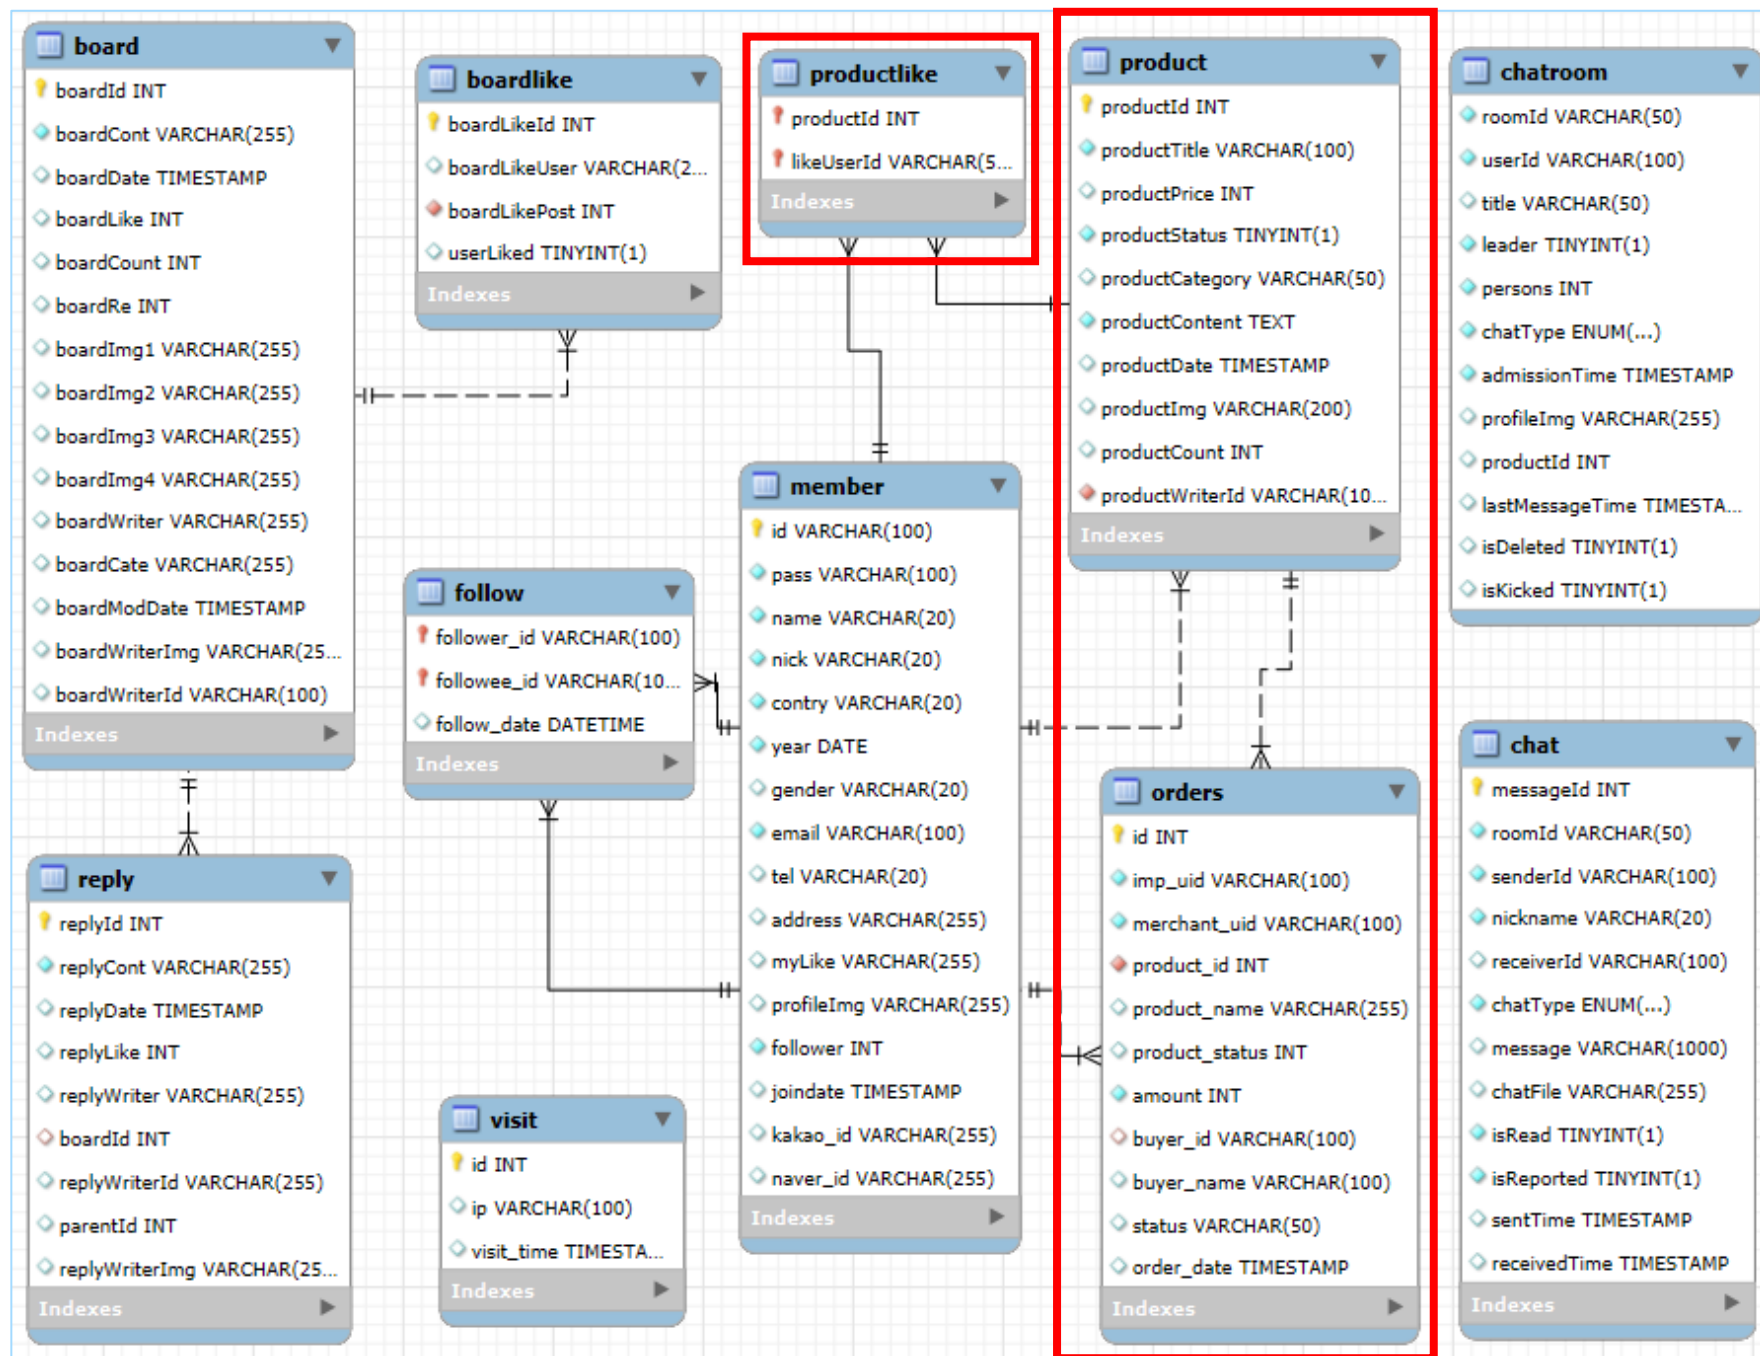 board
boardId INT
boardCont VARCHAR(255)
boardDate TIMESTAMP
boardLike INT
boardCount INT
boardRe INT
boardImg1 VARCHAR(255)
boardImg2 VARCHAR(255)
boardImg3 VARCHAR(255)
boardImg4 VARCHAR(255)
boardWriter VARCHAR(255)
boardCate VARCHAR(255)
boardModDate TIMESTAMP
boardWriterImg VARCHAR(25...
boardWriterId VARCHAR(100)
Indexes
boardlike
boardLikeId INT
boardLikeUser VARCHAR(2...
boardLikePost INT
userLiked TINYINT(1)
Indexes
productlike
productId INT
likeUserId VARCHAR(5...
Indexes
product
productId INT
productTitle VARCHAR(100)
productPrice INT
productStatus TINYINT(1)
productCategory VARCHAR(50)
productContent TEXT
productDate TIMESTAMP
productImg VARCHAR(200)
productCount INT
productWriterId VARCHAR(10...
Indexes
chatroom
roomId VARCHAR(50)
userId VARCHAR(100)
title VARCHAR(50)
leader TINYINT(1)
persons INT
chatType ENUM(...)
admissionTime TIMESTAMP
profileImg VARCHAR(255)
productId INT
lastMessageTime TIMESTA...
isDeleted TINYINT(1)
isKicked TINYINT(1)
follow
follower_id VARCHAR(100)
followee_id VARCHAR(10...
follow_date DATETIME
Indexes
member
id VARCHAR(100)
pass VARCHAR(100)
name VARCHAR(20)
nick VARCHAR(20)
contry VARCHAR(20)
year DATE
gender VARCHAR(20)
email VARCHAR(100)
tel VARCHAR(20)
address VARCHAR(255)
myLike VARCHAR(255)
profileImg VARCHAR(255)
follower INT
joindate TIMESTAMP
kakao_id VARCHAR(255)
naver_id VARCHAR(255)
Indexes
reply
replyId INT
replyCont VARCHAR(255)
replyDate TIMESTAMP
replyLike INT
replyWriter VARCHAR(255)
boardId INT
replyWriterId VARCHAR(255)
parentId INT
replyWriterImg VARCHAR(25...
Indexes
visit
id INT
ip VARCHAR(100)
visit_time TIMESTA...
Indexes
orders
id INT
imp_uid VARCHAR(100)
merchant_uid VARCHAR(100)
product_id INT
product_name VARCHAR(255)
product_status INT
amount INT
buyer_id VARCHAR(100)
buyer_name VARCHAR(100)
status VARCHAR(50)
order_date TIMESTAMP
Indexes
chat
messageId INT
roomId VARCHAR(50)
senderId VARCHAR(100)
nickname VARCHAR(20)
receiverId VARCHAR(100)
chatType ENUM(...)
message VARCHAR(1000)
chatFile VARCHAR(255)
isRead TINYINT(1)
isReported TINYINT(1)
sentTime TIMESTAMP
receivedTime TIMESTAMP
Indexes